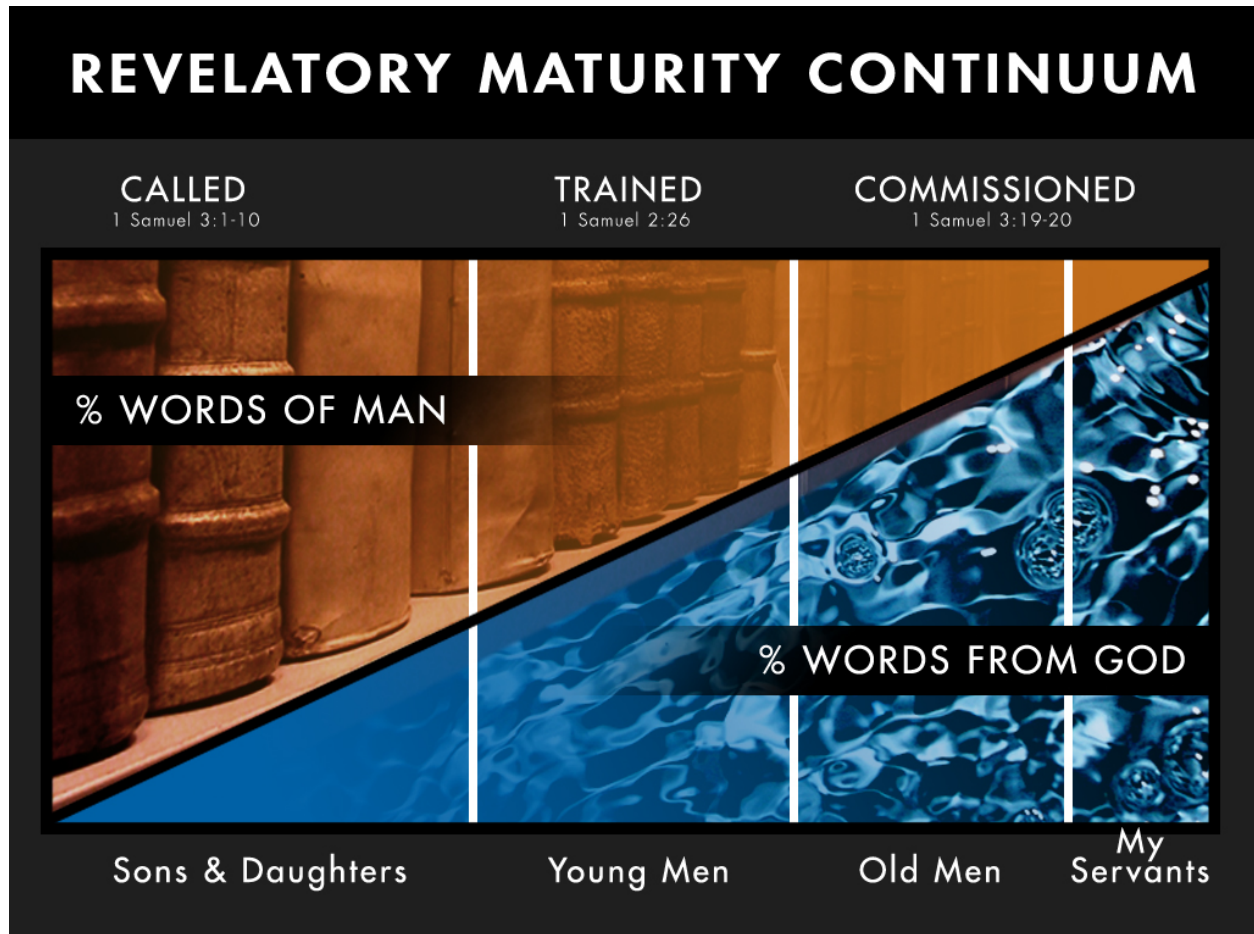 REVELATORY MATURITY CONTINUUM
CALLED
1 Samuel 3:1-10
TRAINED
1 Samuel 2:26
COMMISSIONED
1 Samuel 3:19-20
% WORDS OF MAN
% WORDS FROM GOD
Sons & Daughters
Young Men
Old Men
My
Servants